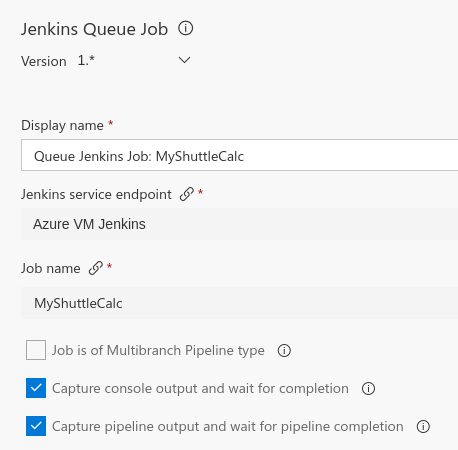 Jenkins Queue Job
Version 1.*
Display name *
Queue Jenkins Job: MyShuttleCalc
Jenkins service endpoint *
Azure VM Jenkins
Job name *
MyShuttleCalc
Job is of Multibranch Pipeline type
Capture console output and wait for completion
Capture pipeline output and wait for pipeline completion